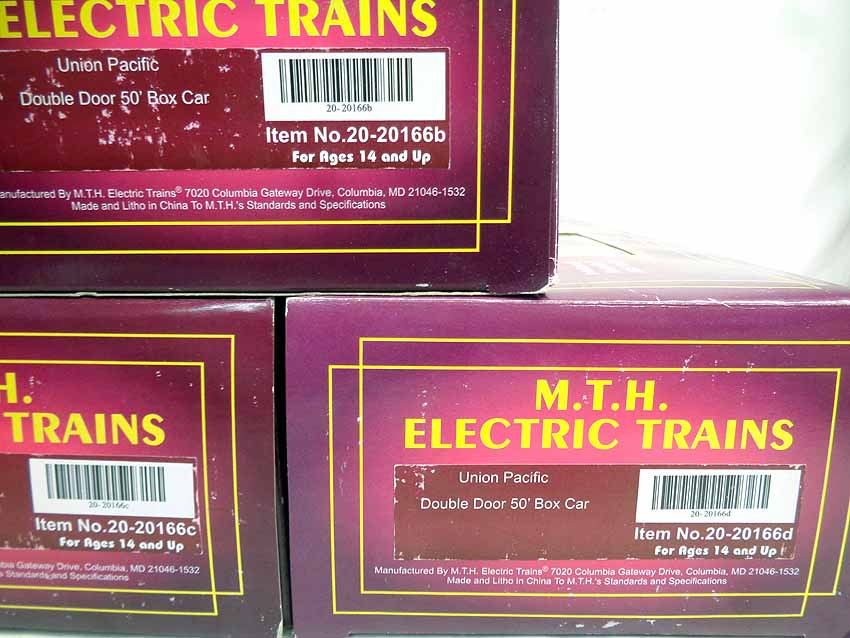 ELECTRIC TRAINS
Union Pacific
Double Door 50' Box Car
20-20166b
Item No.20-20166b
For Ages 14 and Up
Manufactured By M.T.H. Electric Trains® 7020 Columbia Gateway Drive, Columbia, MD 21046-1532
Made and Litho in China To M.T.H.'s Standards and Specifications
H.
TRAINS
20-20166c
Item No.20-20166c
For Ages 14 and Up
Gateway Drive, Columbia, MD 21046-1532
Standards and Specifications
M.T.H.
ELECTRIC TRAINS
Union Pacific
Double Door 50' Box Car
20-20166d
Item No.20-20166d
For Ages 14 and Up
Manufactured By M.T.H. Electric Trains® 7020 Columbia Gateway Drive, Columbia, MD 21046-1532
Made and Litho in China To M.T.H.'s Standards and Specifications